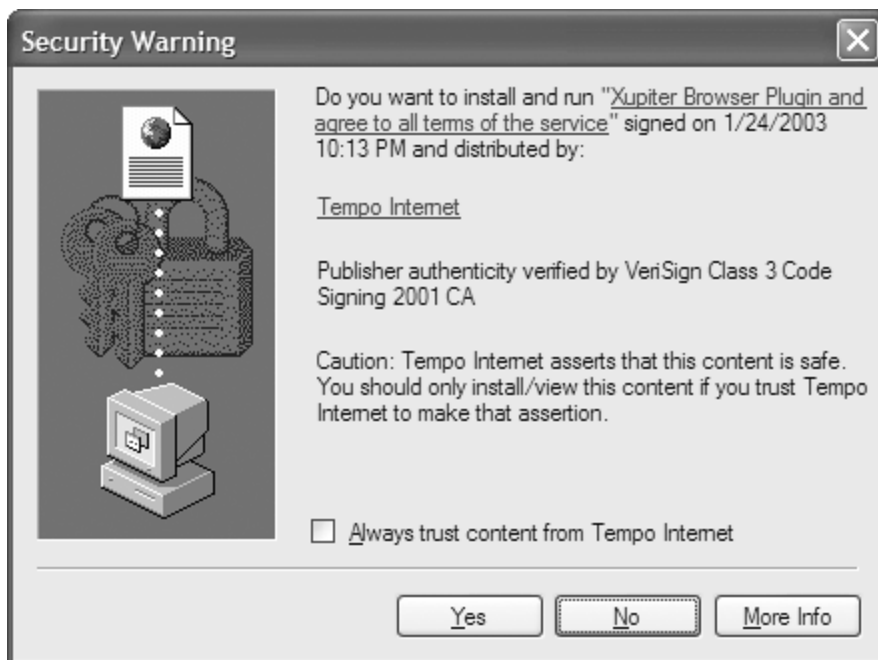 Security Warning
Do you want to install and run "Xupiter Browser Plugin and
agree to all terms of the service" signed on 1/24/2003
10:13 PM and distributed by:
Tempo Internet
Publisher authenticity verified by VeriSign Class 3 Code
Signing 2001 CA
Caution: Tempo Internet asserts that this content is safe.
You should only install/view this content if you trust Tempo
Internet to make that assertion.
Always trust content from Tempo Internet
Yes No More Info